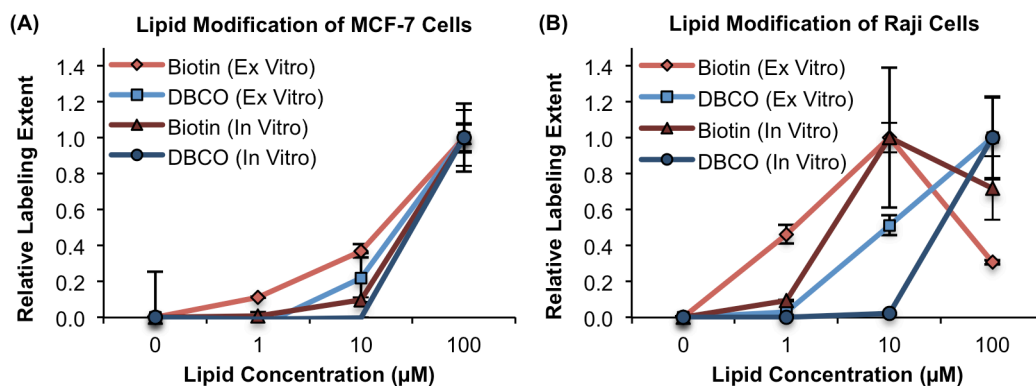 (A) Lipid Modification of MCF-7 Cells
Relative Labeling Extent
1.4
1.2
1.0
0.8
0.6
0.4
0.2
0.0
Biotin (Ex Vitro)
DBCO (Ex Vitro)
Biotin (In Vitro)
DBCO (In Vitro)
0 1 10 100
Lipid Concentration (µM)
(B) Lipid Modification of Raji Cells
Relative Labeling Extent
1.4
1.2
1.0
0.8
0.6
0.4
0.2
0.0
Biotin (Ex Vitro)
DBCO (Ex Vitro)
Biotin (In Vitro)
DBCO (In Vitro)
0 1 10 100
Lipid Concentration (µM)